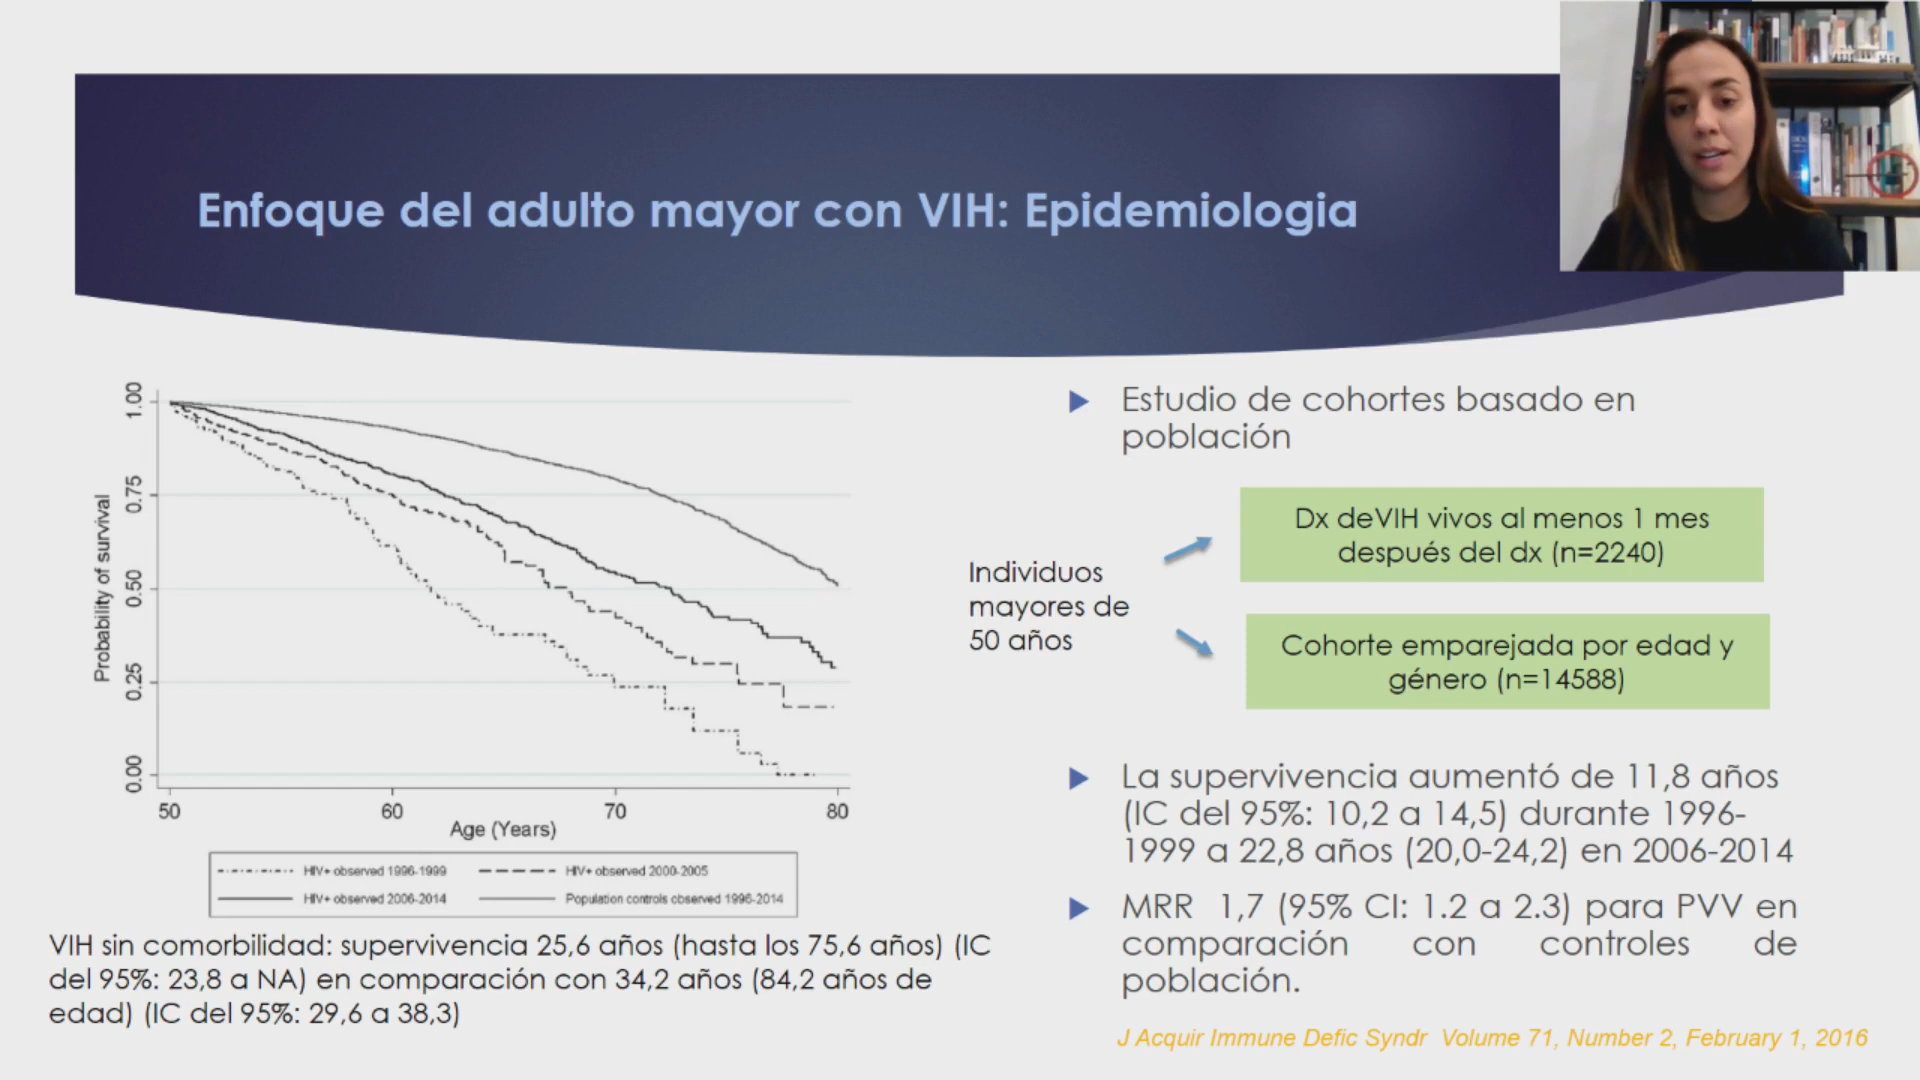 Enfoque del adulto mayor con VIH: Epidemiologia
1.00
0.75
0.50
0.25
0.00
Probability of survival
50
60
70
80
Age (Years)
HIV+ observed 1996-1999
HIV+ observed 2000-2005
HIV+ observed 2006-2014
Population controls observed 1996-2014
VIH sin comorbilidad: supervivencia 25,6 años (hasta los 75,6 años) (IC
del 95%: 23,8 a NA) en comparación con 34,2 años (84,2 años de
edad) (IC del 95%: 29,6 a 38,3)
Estudio de cohortes basado en
población
Individuos
mayores de
50 años
Dx deVIH vivos al menos 1 mes
después del dx (n=2240)
Cohorte emparejada por edad y
género (n=14588)
La supervivencia aumentó de 11,8 años
(IC del 95%: 10,2 a 14,5) durante 1996-
1999 a 22,8 años (20,0-24,2) en 2006-2014
MRR 1,7 (95% CI: 1.2 a 2.3) para PVV en
comparación con controles de
población.
J Acquir Immune Defic Syndr Volume 71, Number 2, February 1, 2016